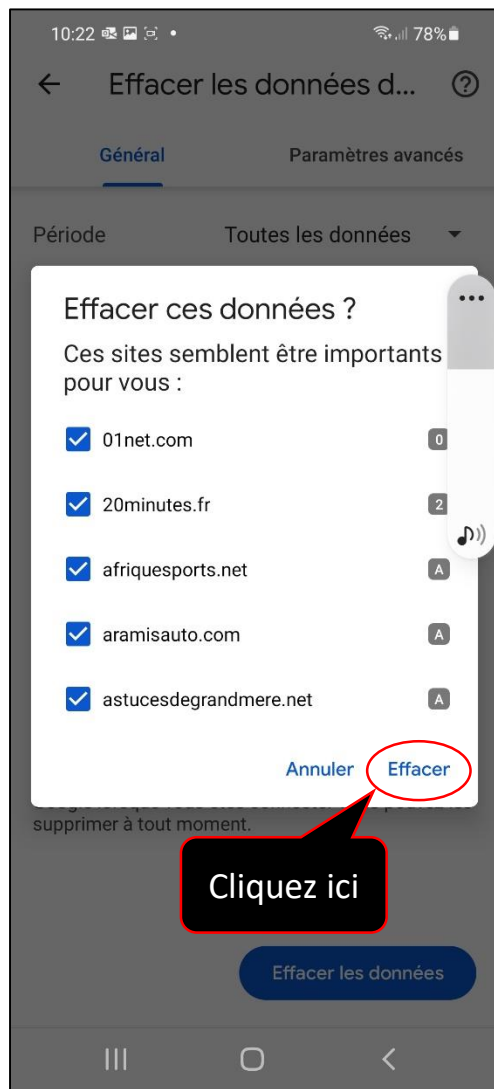 10:22
78%
Effacer les données d...
Général
Paramètres avancés
Période
Toutes les données
Effacer ces données ?
Ces sites semblent être importants
pour vous :
01net.com
0
20minutes.fr
2
afriquesports.net
A
aramisauto.com
A
astucesdegrandmere.net
A
Annuler
Effacer
supprimer à tout moment.
Cliquez ici
Effacer les données